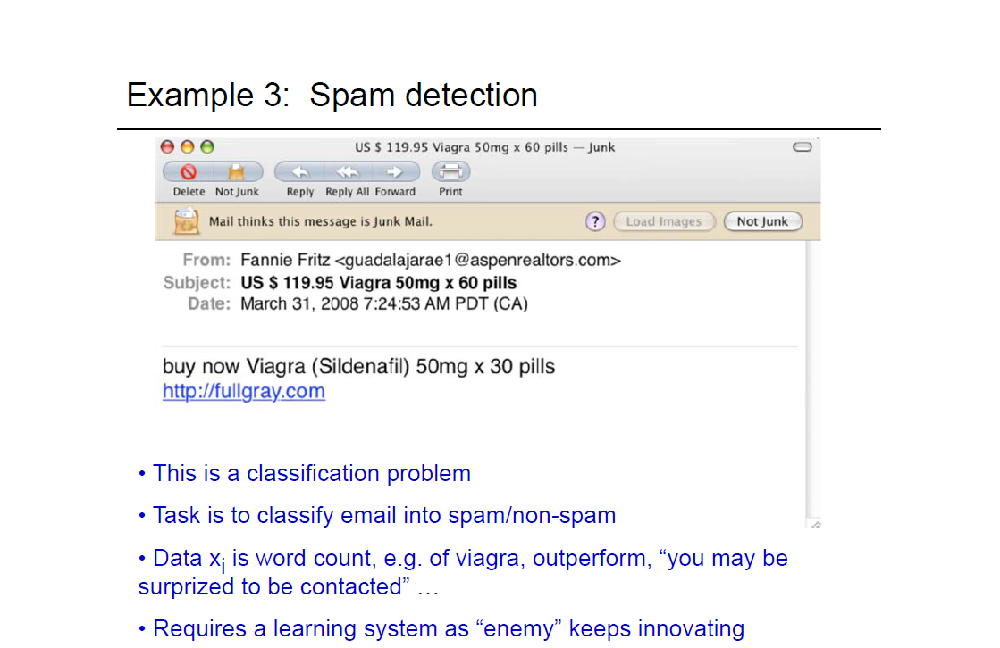 Example 3: Spam detection
US $ 119.95 Viagra 50mg x 60 pills — Junk
Delete Not Junk Reply Reply All Forward Print
Mail thinks this message is Junk Mail. ? Load Images Not Junk
From: Fannie Fritz <guadalajarae1@aspenrealtors.com>
Subject: US $ 119.95 Viagra 50mg x 60 pills
Date: March 31, 2008 7:24:53 AM PDT (CA)
buy now Viagra (Sildenafil) 50mg x 30 pills
http://fullgray.com
• This is a classification problem
• Task is to classify email into spam/non-spam
• Data xi is word count, e.g. of viagra, outperform, “you may be
surprized to be contacted” …
• Requires a learning system as “enemy” keeps innovating